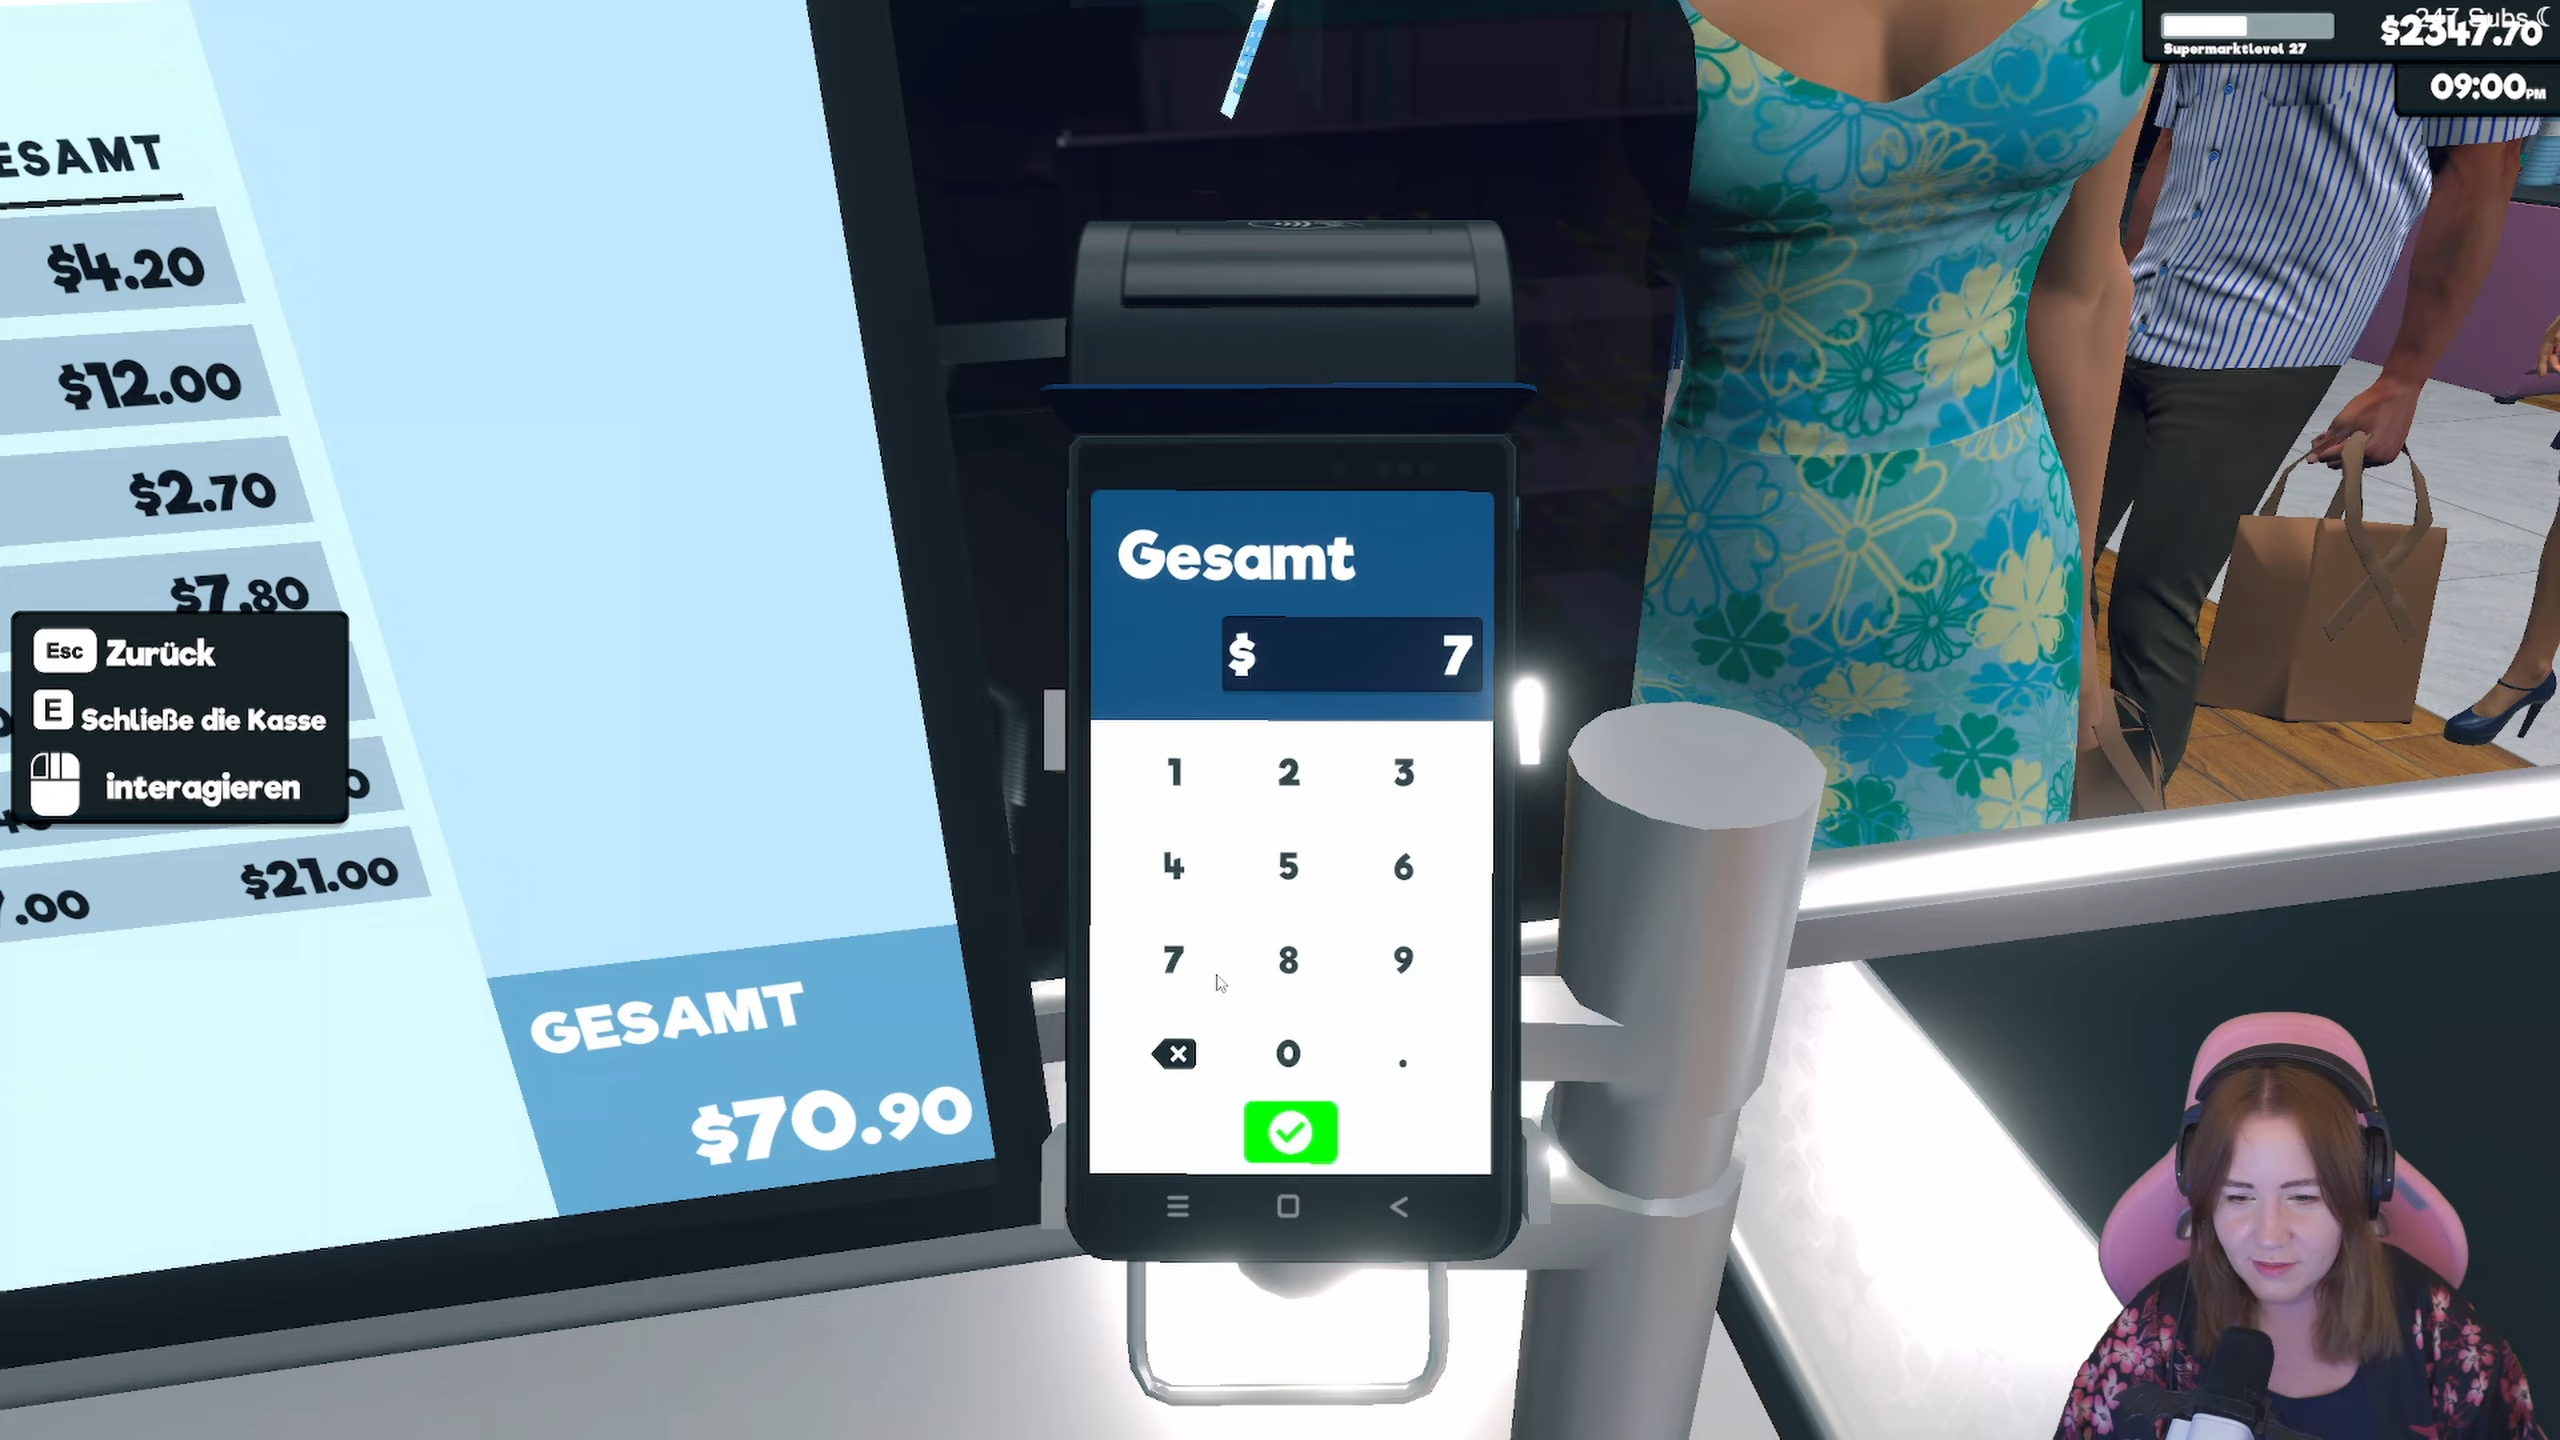 247 Subs
$2347.70
Supermarktlevel 27
09:00PM
ESAMT
$4.20
$12.00
$2.70
$7.80
$21.00
.00
GESAMT
$70.90
Esc Zurück
E Schließe die Kasse
interagieren
Gesamt
$ 7
1 2 3
4 5 6
7 8 9
0 .